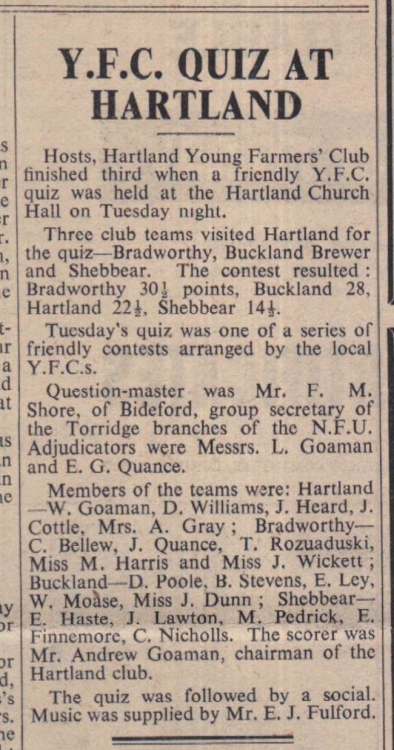 Y.F.C. QUIZ AT
HARTLAND
Hosts, Hartland Young Farmers' Club
finished third when a friendly Y.F.C.
quiz was held at the Hartland Church
Hall on Tuesday night.
Three club teams visited Hartland for
the quiz—Bradworthy, Buckland Brewer
and Shebbear. The contest resulted :
Bradworthy 30½ points, Buckland 28,
Hartland 22½, Shebbear 14½.
Tuesday's quiz was one of a series of
friendly contests arranged by the local
Y.F.C.s.
Question-master was Mr. F. M.
Shore, of Bideford, group secretary of
the Torridge branches of the N.F.U.
Adjudicators were Messrs. L. Goaman
and E. G. Quance.
Members of the teams were: Hartland
—W. Goaman, D. Williams, J. Heard, J.
Cottle, Mrs. A. Gray ; Bradworthy—
C. Bellew, J. Quance, T. Rozuaduski,
Miss M. Harris and Miss J. Wickett ;
Buckland—D. Poole, B. Stevens, E. Ley,
W. Moase, Miss J. Dunn ; Shebbear—
E. Haste, J. Lawton, M. Pedrick, E.
Finnemore, C. Nicholls. The scorer was
Mr. Andrew Goaman, chairman of the
Hartland club.
The quiz was followed by a social.
Music was supplied by Mr. E. J. Fulford.